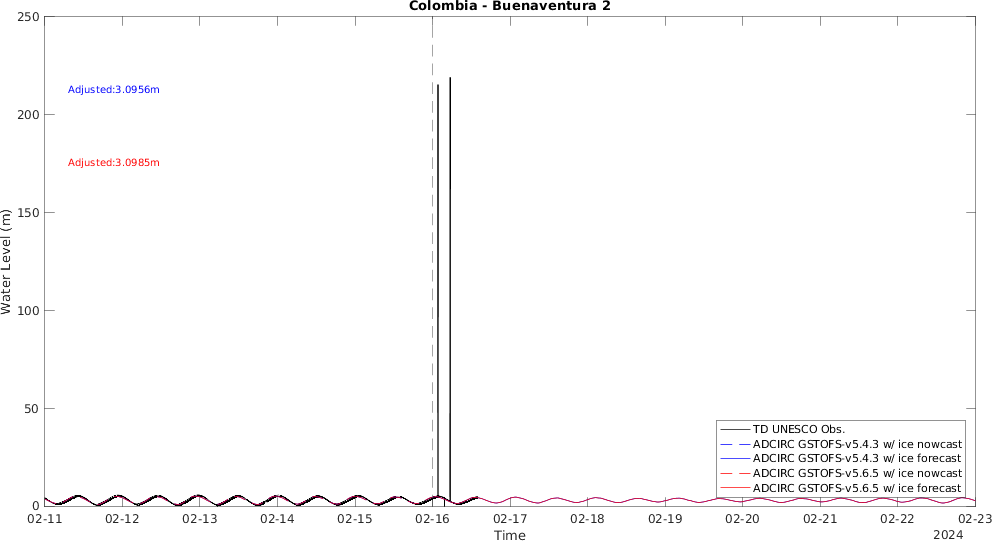 Colombia - Buenaventura 2
250
200
150
100
50
0
Water Level (m)
Adjusted:3.0956m
Adjusted:3.0985m
TD UNESCO Obs.
ADCIRC GSTOFS-v5.4.3 w/ ice nowcast
ADCIRC GSTOFS-v5.4.3 w/ ice forecast
ADCIRC GSTOFS-v5.6.5 w/ ice nowcast
ADCIRC GSTOFS-v5.6.5 w/ ice forecast
02-11 02-12 02-13 02-14 02-15 02-16 02-17 02-18 02-19 02-20 02-21 02-22 02-23
Time
2024